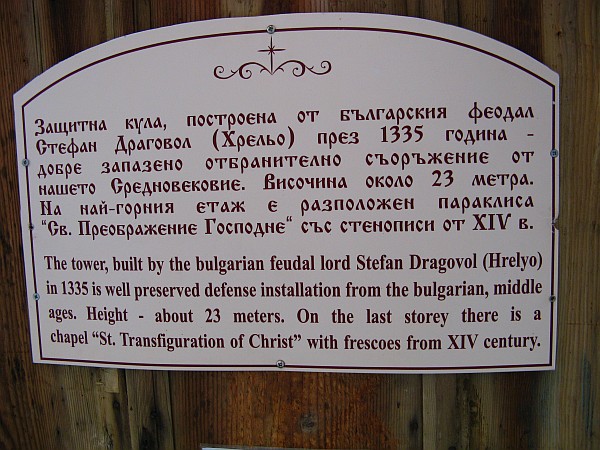 Защитна кула, построена от българския феодал
Стефан Драговол (Хрельо) през 1335 година -
добре запазено отбранително съоръжение от
нашето Средновековие. Височина около 23 метра.
На най-горния етаж е разположен параклиса
“Св. Преображение Господне“ със стенописи от XIV в.
The tower, built by the bulgarian feudal lord Stefan Dragovol (Hrelyo)
in 1335 is well preserved defense installation from the bulgarian, middle
ages. Height - about 23 meters. On the last storey there is a
chapel “St. Transfiguration of Christ” with frescoes from XIV century.